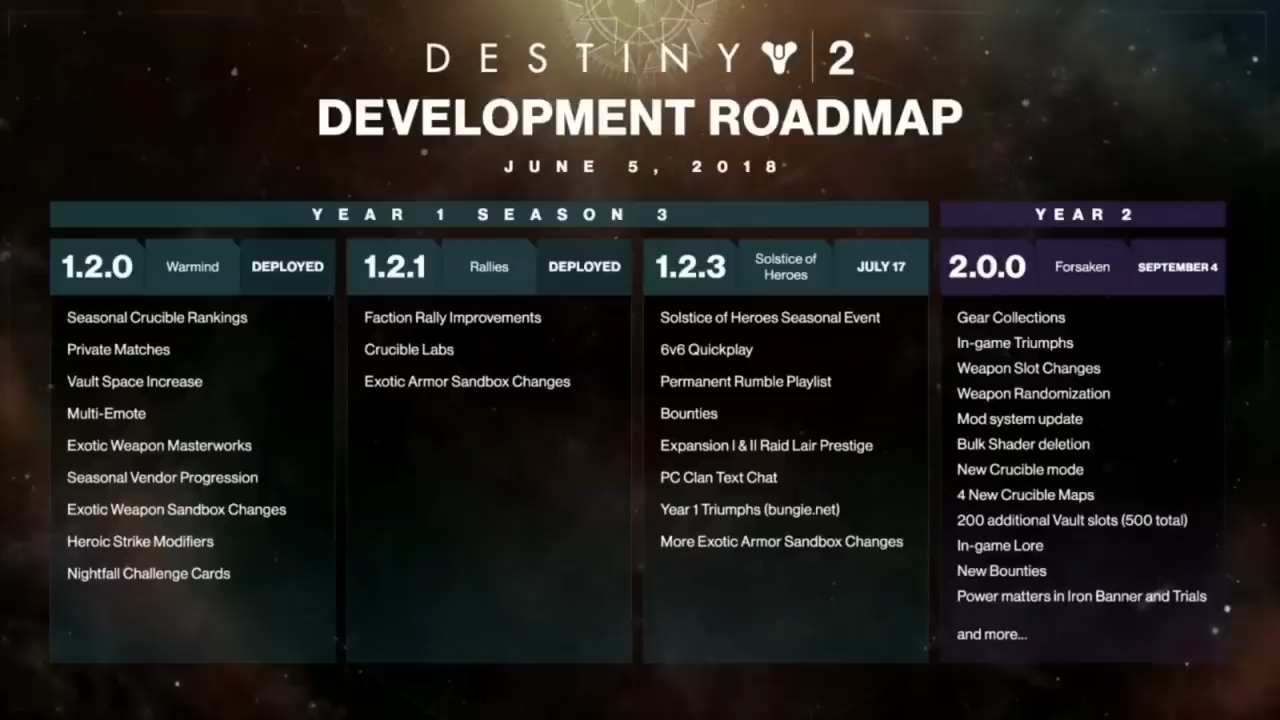 DESTINY 2
DEVELOPMENT ROADMAP
JUNE 5, 2018
YEAR 1 SEASON 3
YEAR 2
1.2.0 Warmind DEPLOYED
Seasonal Crucible Rankings
Private Matches
Vault Space Increase
Multi-Emote
Exotic Weapon Masterworks
Seasonal Vendor Progression
Exotic Weapon Sandbox Changes
Heroic Strike Modifiers
Nightfall Challenge Cards
1.2.1 Rallies DEPLOYED
Faction Rally Improvements
Crucible Labs
Exotic Armor Sandbox Changes
1.2.3 Solstice of
Heroes JULY 17
Solstice of Heroes Seasonal Event
6v6 Quickplay
Permanent Rumble Playlist
Bounties
Expansion I & II Raid Lair Prestige
PC Clan Text Chat
Year 1 Triumphs (bungie.net)
More Exotic Armor Sandbox Changes
2.0.0 Forsaken SEPTEMBER 4
Gear Collections
In-game Triumphs
Weapon Slot Changes
Weapon Randomization
Mod system update
Bulk Shader deletion
New Crucible mode
4 New Crucible Maps
200 additional Vault slots (500 total)
In-game Lore
New Bounties
Power matters in Iron Banner and Trials
and more...